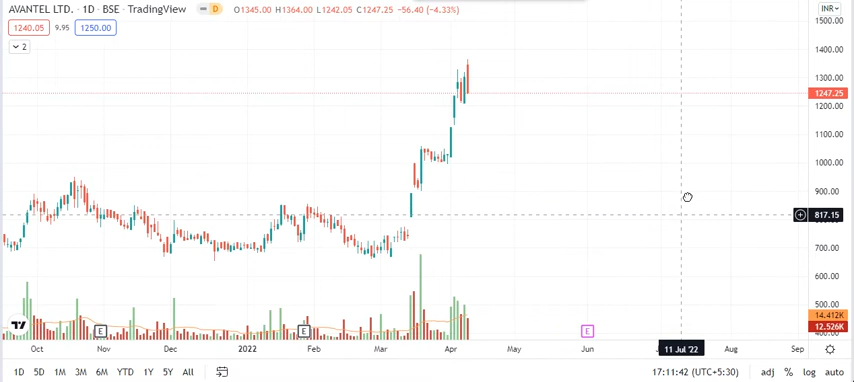 AVANTEL LTD. · 1D · BSE · TradingView D O1345.00 H1364.00 L1242.05 C1247.25 −56.40 (−4.33%)
INR
1240.05 9.95 1250.00
2
1500.00
1400.00
1300.00
1247.25
1200.00
1100.00
1000.00
900.00
817.15
700.00
600.00
500.00
14.412K
12.526K
E E E
Oct Nov Dec 2022 Feb Mar Apr May Jun 11 Jul '22 Aug Sep
1D 5D 1M 3M 6M YTD 1Y 5Y All 17:11:42 (UTC+5:30) adj % log auto